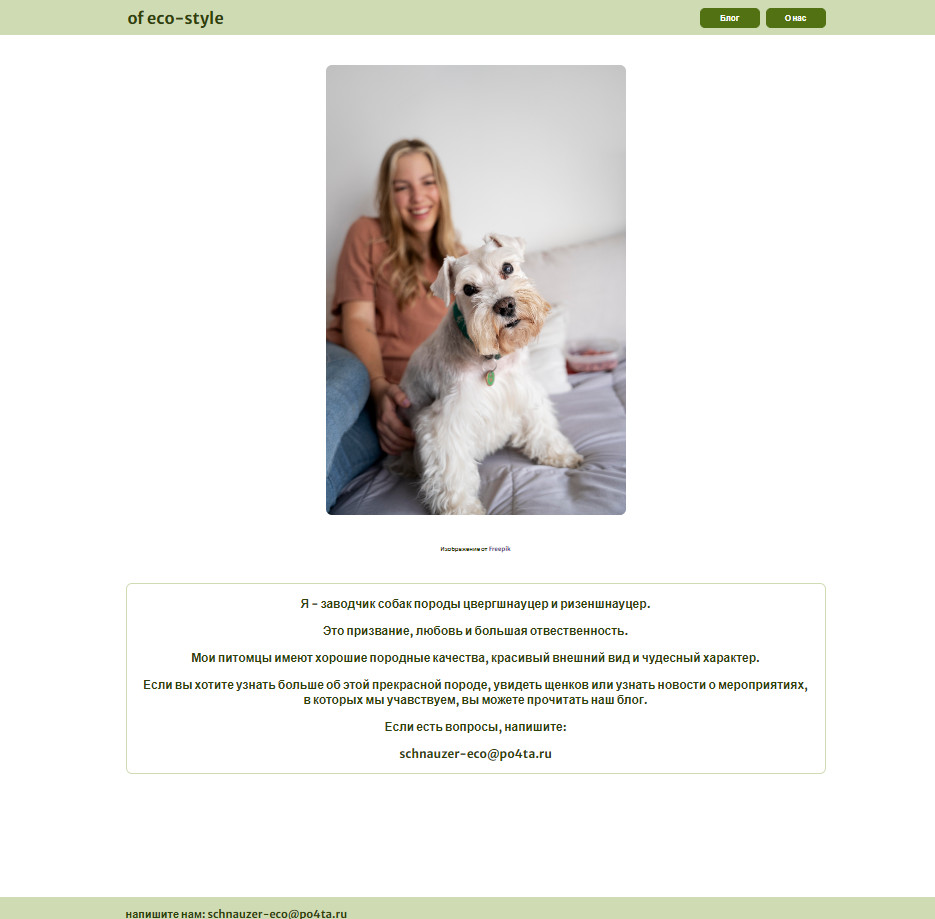 of eco-style
Блог
О нас
Изображение от Freepik
Я - заводчик собак породы цвергшнауцер и ризеншнауцер.
Это призвание, любовь и большая отвественность.
Мои питомцы имеют хорошие породные качества, красивый внешний вид и чудесный характер.
Если вы хотите узнать больше об этой прекрасной породе, увидеть щенков или узнать новости о мероприятиях,
в которых мы учавствуем, вы можете прочитать наш блог.
Если есть вопросы, напишите:
schnauzer-eco@po4ta.ru
напишите нам: schnauzer-eco@po4ta.ru